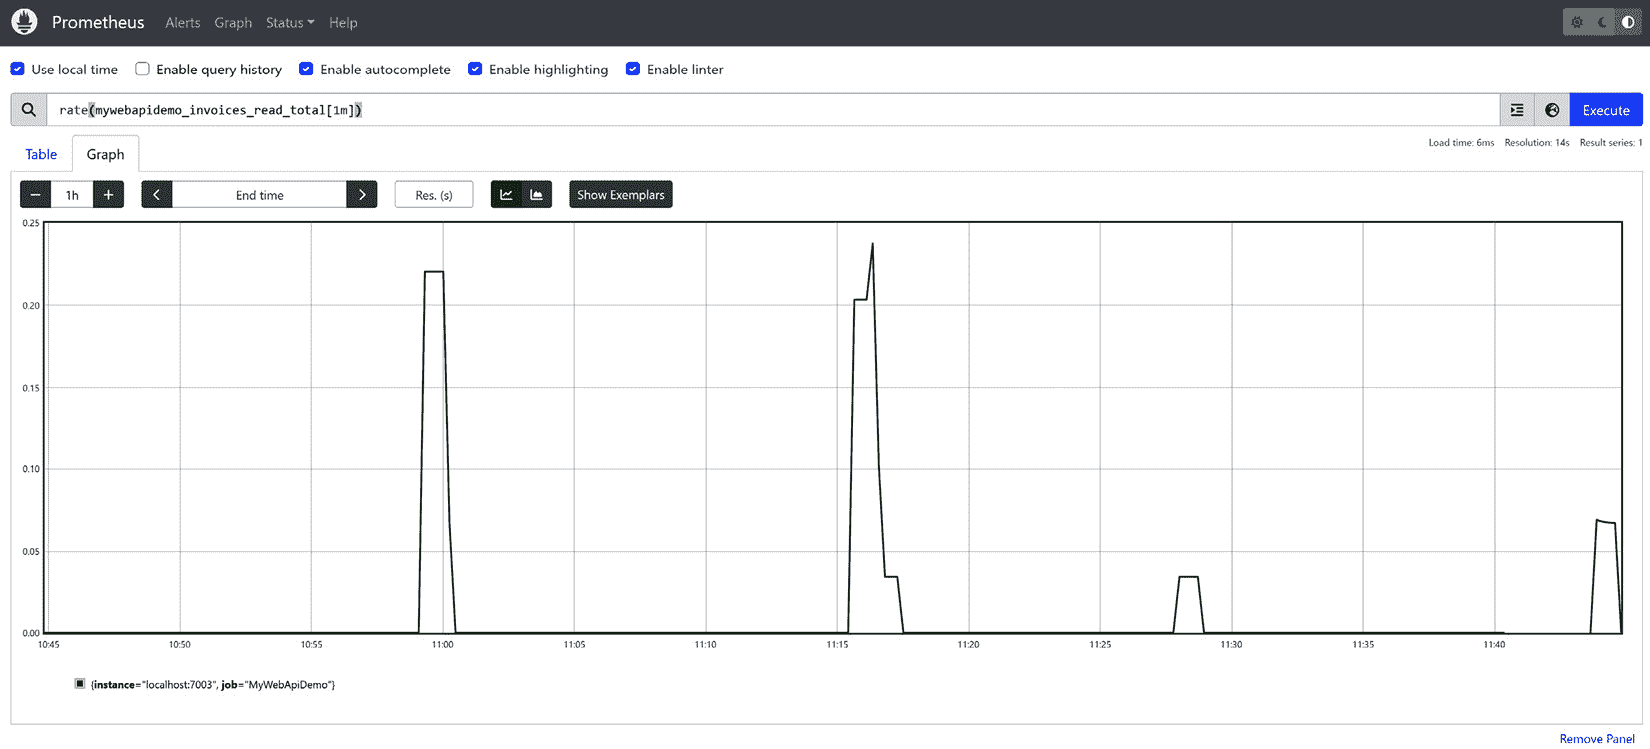 Prometheus Alerts Graph Status Help
Use local time Enable query history Enable autocomplete Enable highlighting Enable linter
rate(mywebapidemo_invoices_read_total[1m]) Execute
Load time: 6ms Resolution: 14s Result series: 1
Table Graph
− 1h + < End time > Res. (s) Show Exemplars
0.25
0.20
0.15
0.10
0.05
0.00
10:45 10:50 10:55 11:00 11:05 11:10 11:15 11:20 11:25 11:30 11:35 11:40
{instance="localhost:7003", job="MyWebApiDemo"}
Remove Panel